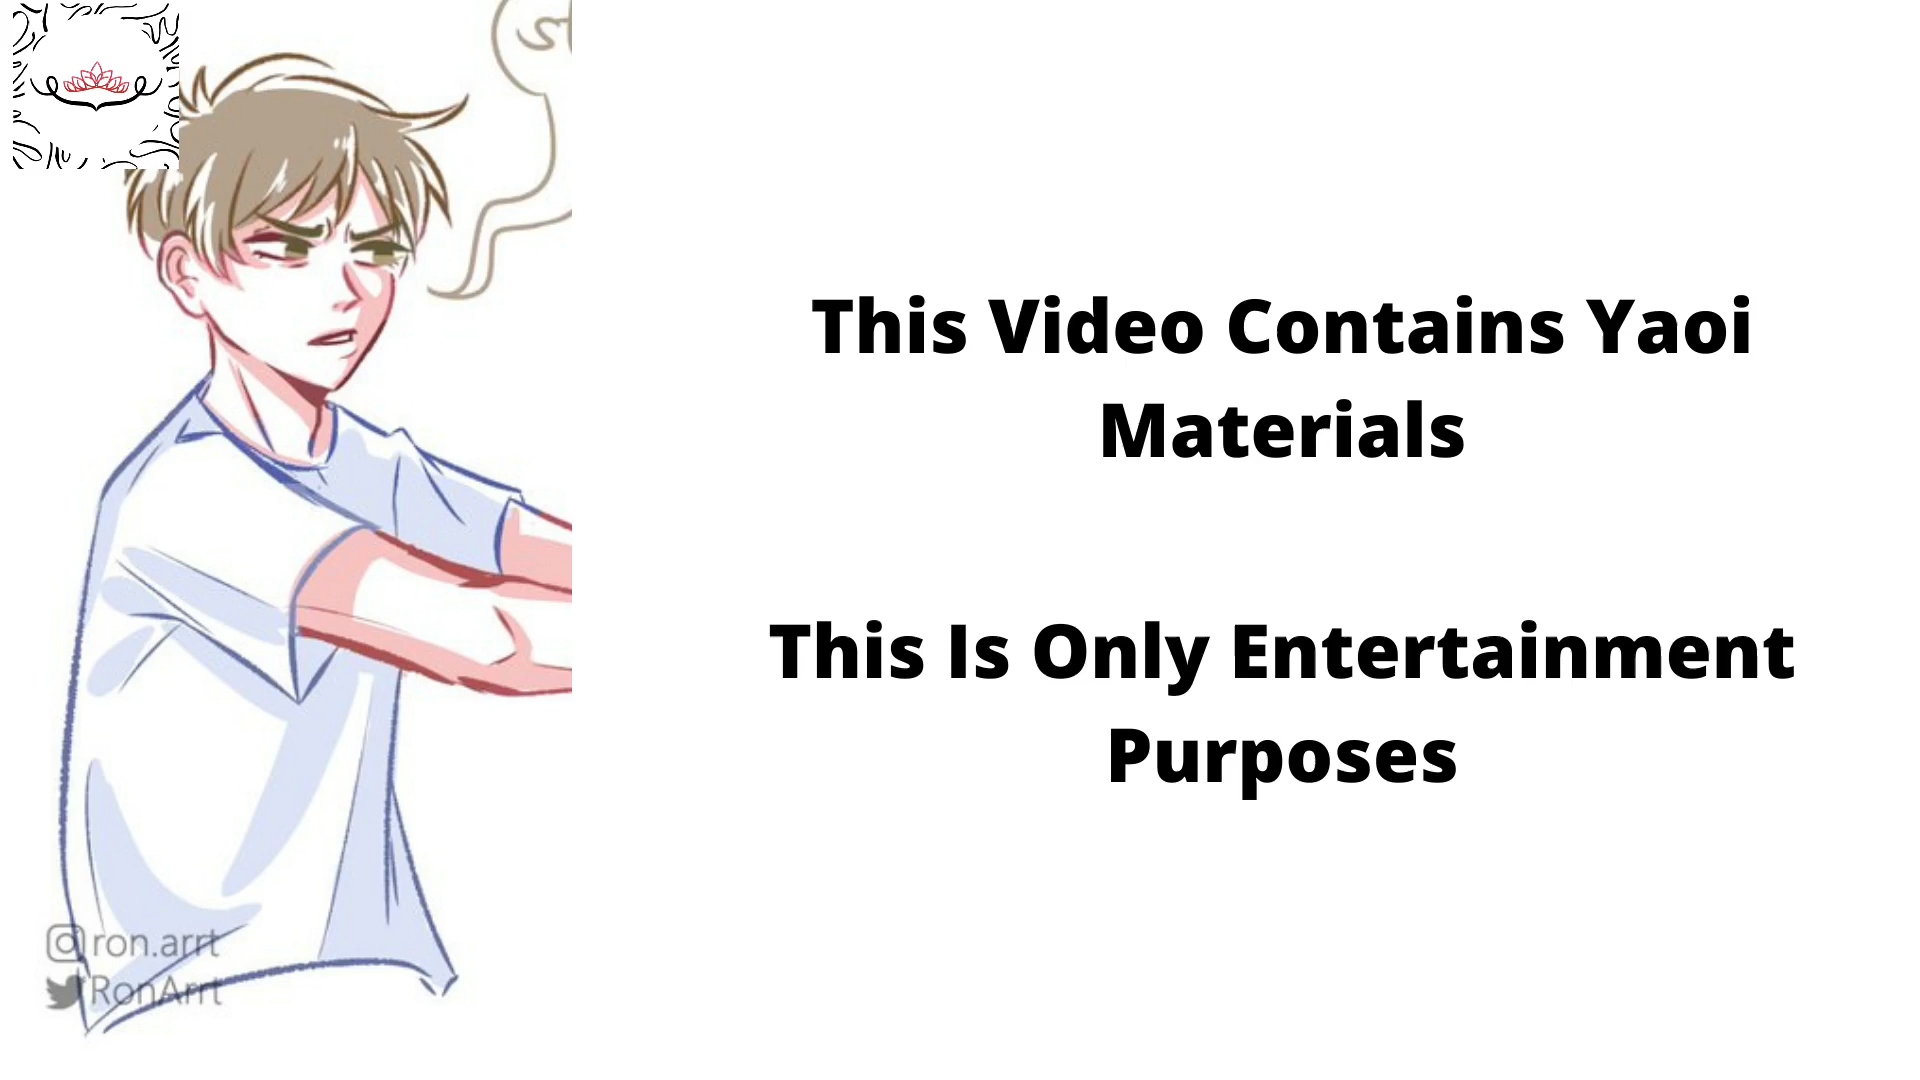 This Video Contains Yaoi
Materials
This Is Only Entertainment
Purposes
ron.arrt
RonArrt